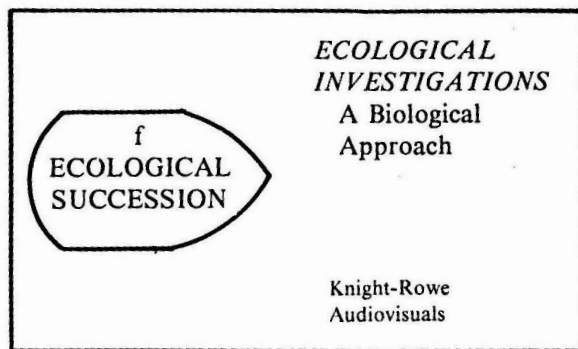 f
ECOLOGICAL
SUCCESSION
ECOLOGICAL
INVESTIGATIONS
A Biological
Approach
Knight-Rowe
Audiovisuals